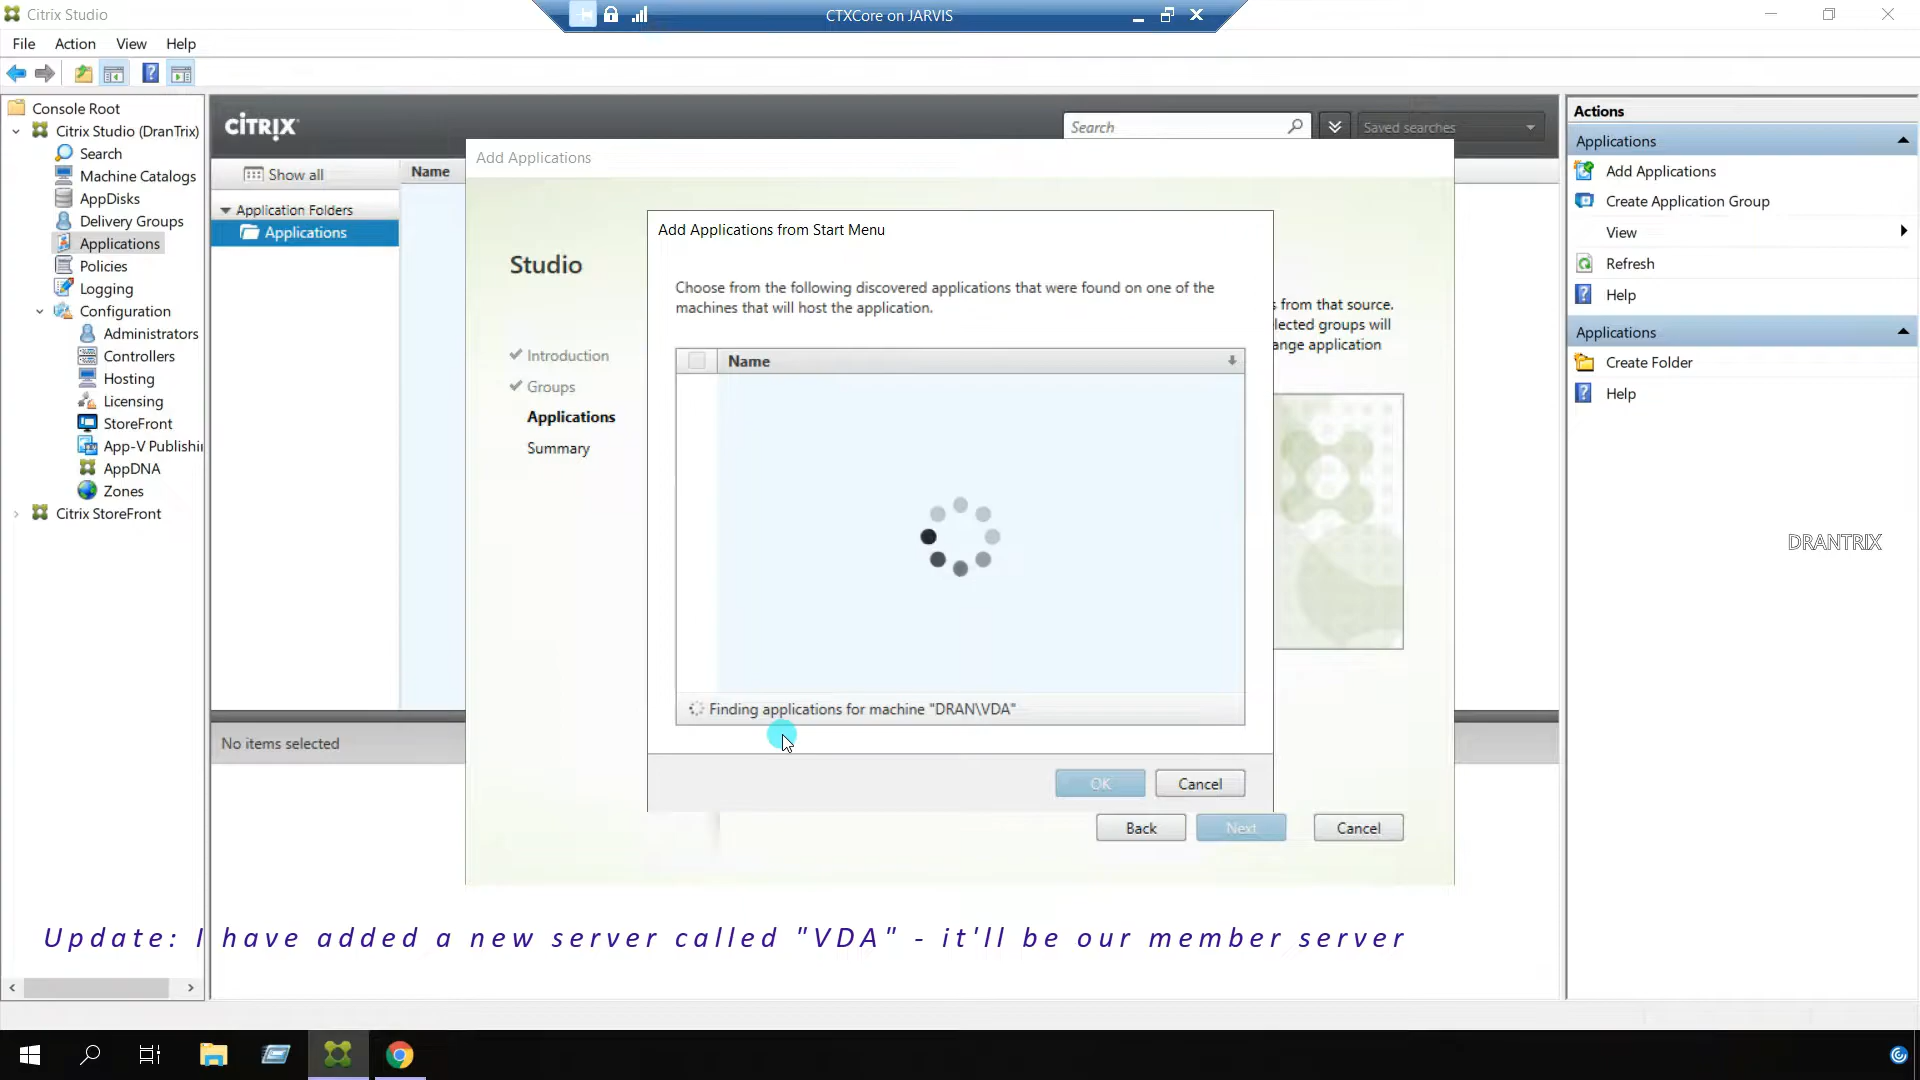 Citrix Studio
CTXCore on JARVIS
File Action View Help
Console Root
Citrix Studio (DranTrix)
Search
Machine Catalogs
AppDisks
Delivery Groups
Applications
Policies
Logging
Configuration
Administrators
Controllers
Hosting
Licensing
StoreFront
App-V Publishi
AppDNA
Zones
Citrix StoreFront
CITRIX
Search
Saved searches
Show all
Name
Application Folders
Applications
No items selected
Add Applications
Studio
Introduction
Groups
Applications
Summary
from that source.
lected groups will
ange application
Back
Next
Cancel
Add Applications from Start Menu
Choose from the following discovered applications that were found on one of the
machines that will host the application.
Name
Finding applications for machine "DRAN\VDA"
OK
Cancel
Actions
Applications
Add Applications
Create Application Group
View
Refresh
Help
Applications
Create Folder
Help
DRANTRIX
Update: I have added a new server called "VDA" - it'll be our member server